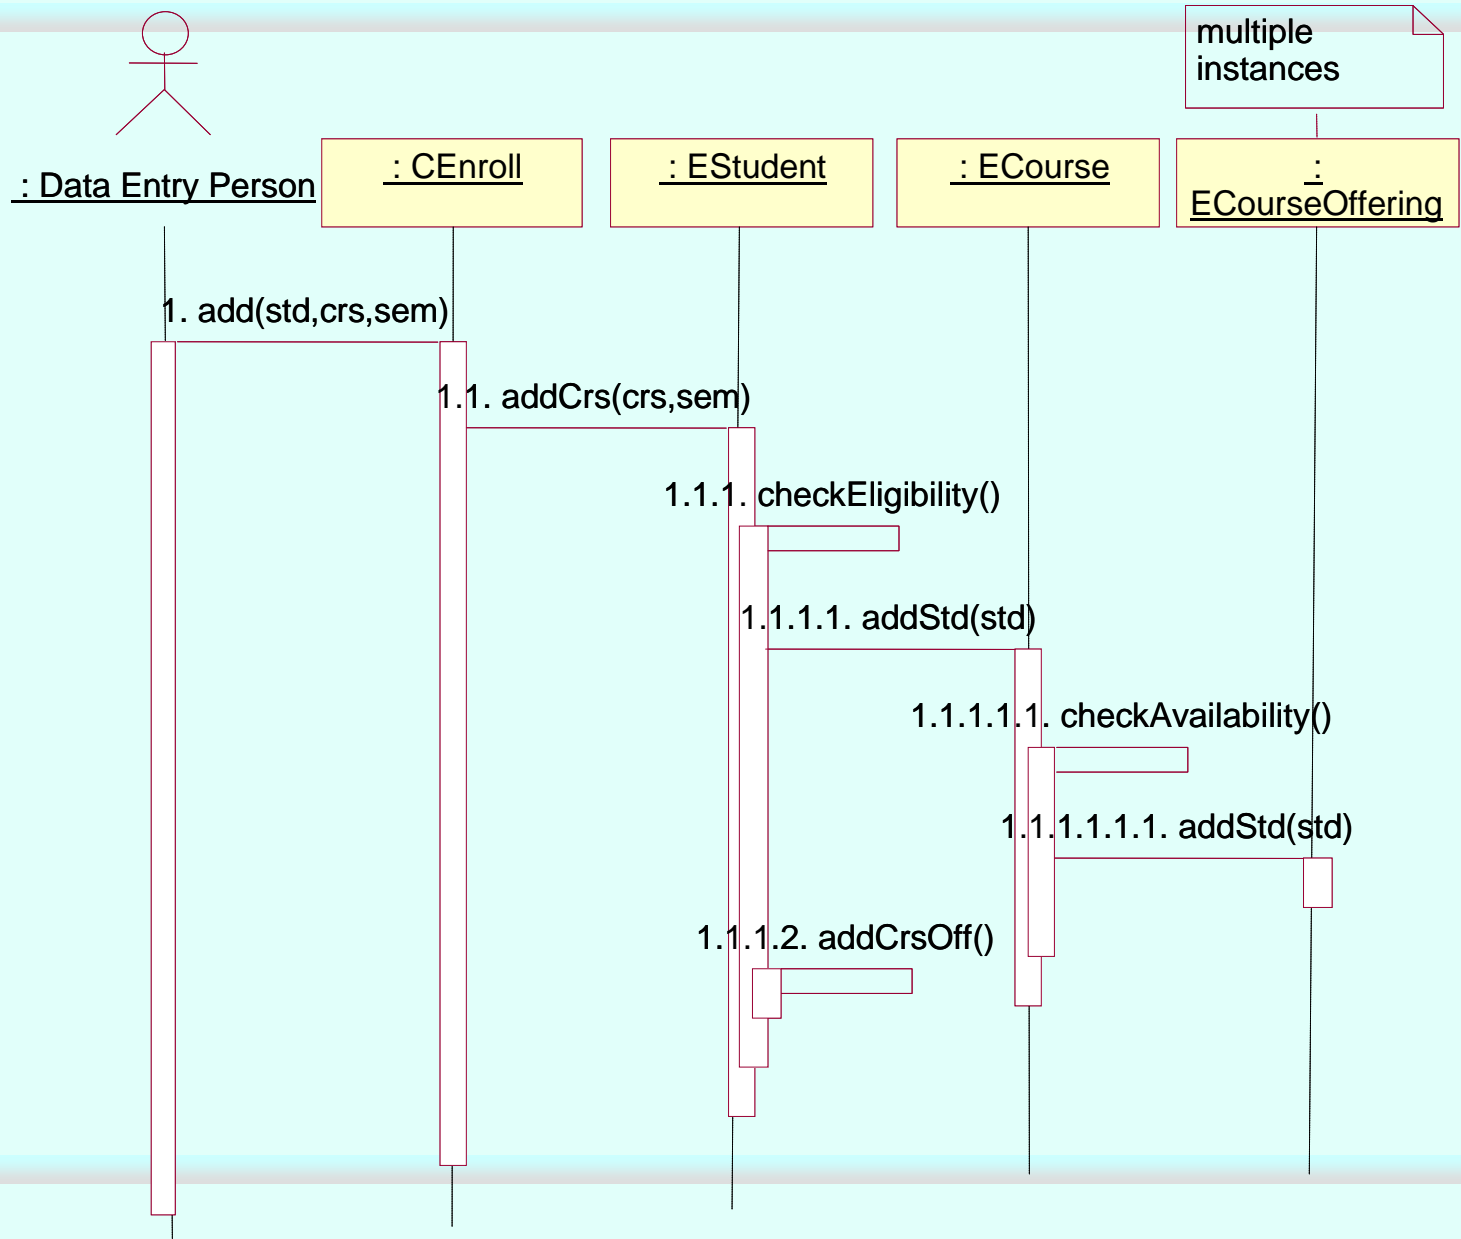 multiple
instances
: Data Entry Person
: CEnroll
: EStudent
: ECourse
:
ECourseOffering
1. add(std,crs,sem)
1.1. addCrs(crs,sem)
1.1.1. checkEligibility()
1.1.1.1. addStd(std)
1.1.1.1.1. checkAvailability()
1.1.1.1.1.1. addStd(std)
1.1.1.2. addCrsOff()